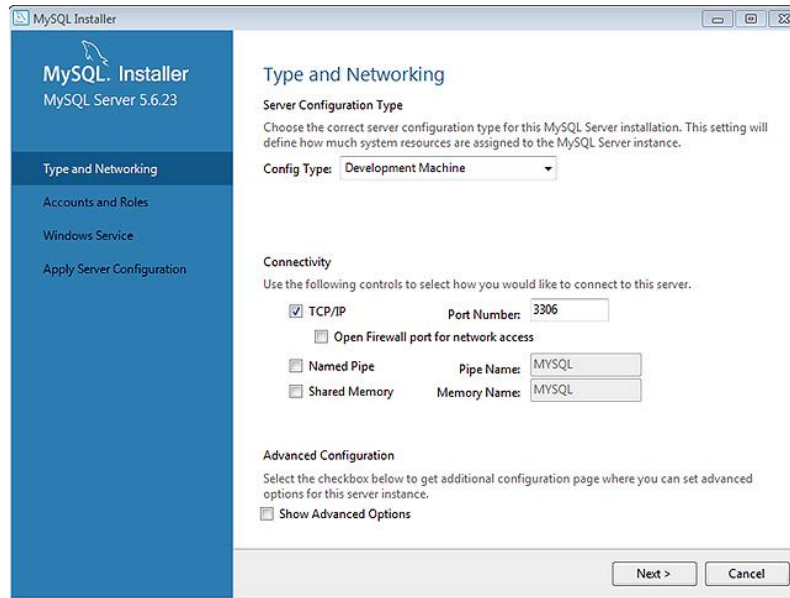 MySQL Installer
MySQL. Installer
MySQL Server 5.6.23
Type and Networking
Accounts and Roles
Windows Service
Apply Server Configuration
Type and Networking
Server Configuration Type
Choose the correct server configuration type for this MySQL Server installation. This setting will
define how much system resources are assigned to the MySQL Server instance.
Config Type: Development Machine
Connectivity
Use the following controls to select how you would like to connect to this server.
TCP/IP Port Number: 3306
Open Firewall port for network access
Named Pipe Pipe Name: MYSQL
Shared Memory Memory Name: MYSQL
Advanced Configuration
Select the checkbox below to get additional configuration page where you can set advanced
options for this server instance.
Show Advanced Options
Next > Cancel